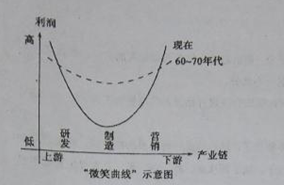 利润
高
现在
60~70年代
低
研发
制造
营销
产业链
上游
下游
“微笑曲线”示意图